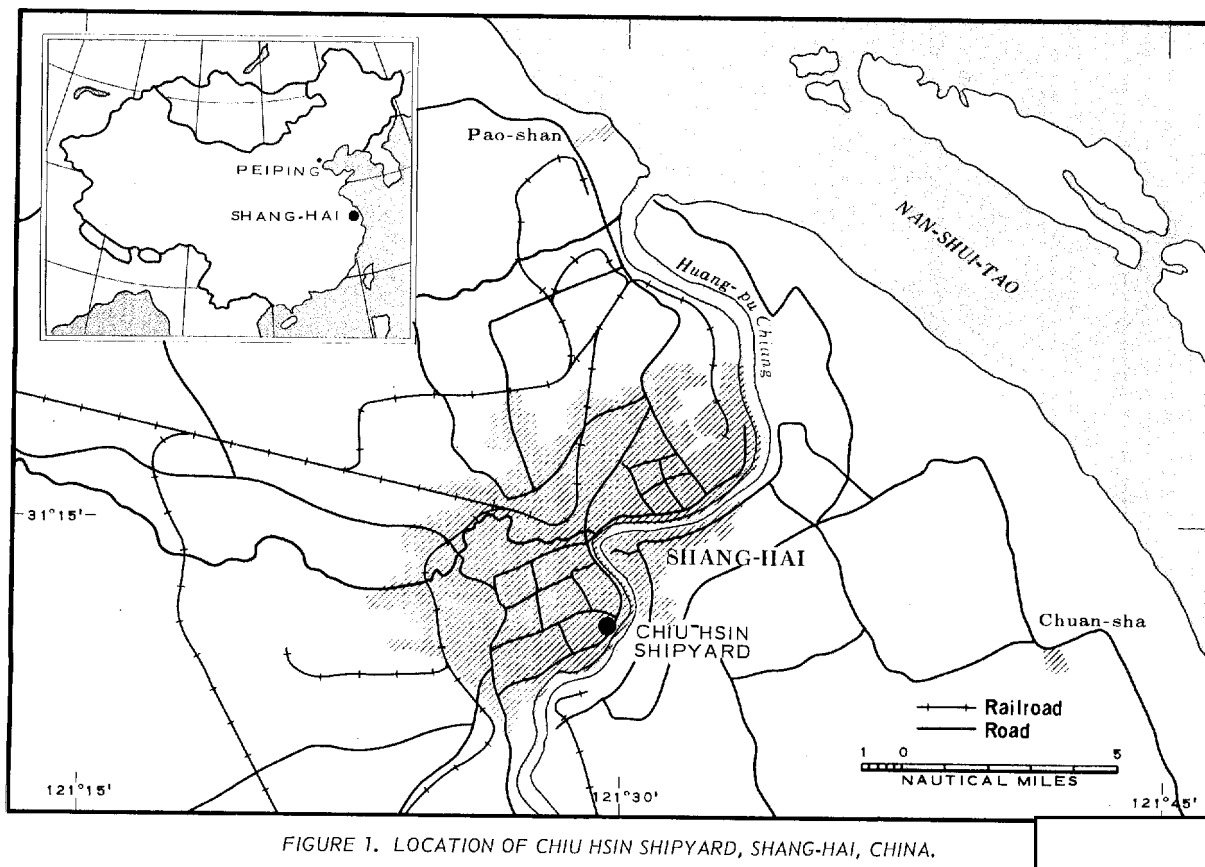 PEIPING
SHANG-HAI
Pao-shan
Huang-pu Chiang
NAN-SHUI-TAO
31°15'
SHANG-HAI
CHIU HSIN
SHIPYARD
Chuan-sha
Railroad
Road
1 0 5
NAUTICAL MILES
121°15'
121°30'
121°45'
FIGURE 1. LOCATION OF CHIU HSIN SHIPYARD, SHANG-HAI, CHINA.